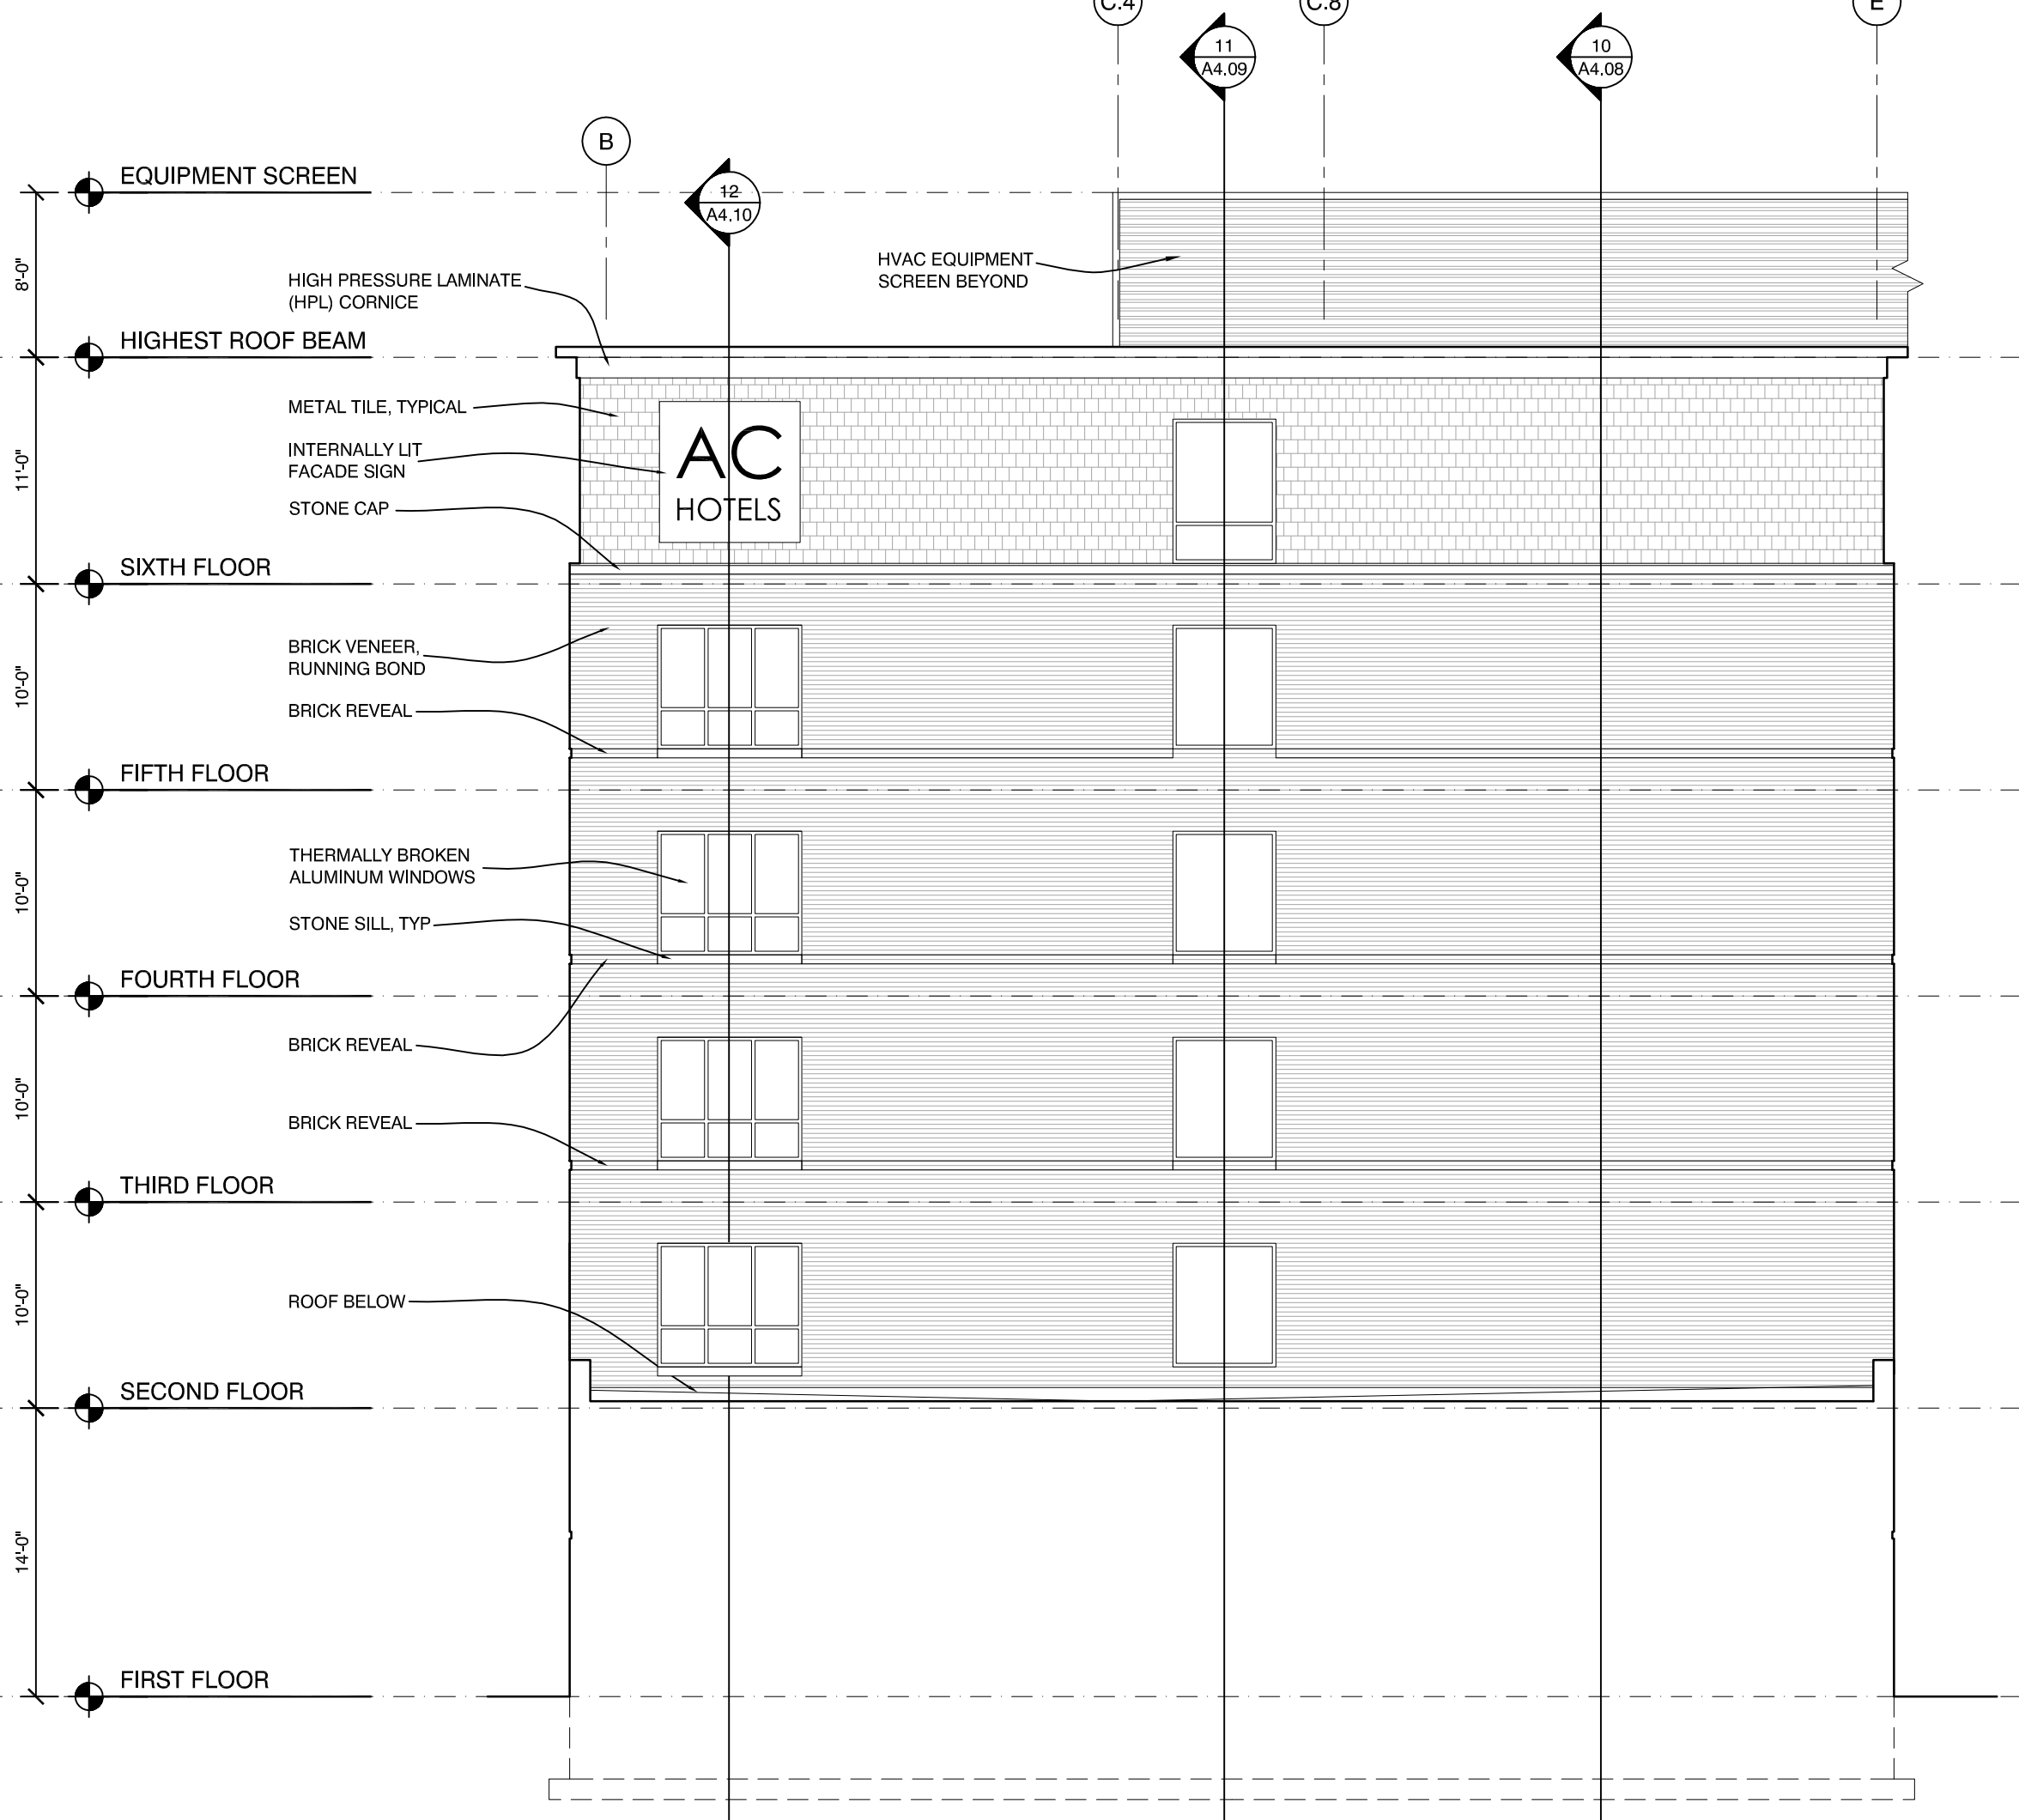 C.4
C.8
E
11
A4.09
10
A4.08
B
12
A4.10
EQUIPMENT SCREEN
8'-0"
HVAC EQUIPMENT
SCREEN BEYOND
HIGH PRESSURE LAMINATE
(HPL) CORNICE
HIGHEST ROOF BEAM
METAL TILE, TYPICAL
INTERNALLY LIT
FACADE SIGN
AC
HOTELS
11'-0"
STONE CAP
SIXTH FLOOR
BRICK VENEER,
RUNNING BOND
10'-0"
BRICK REVEAL
FIFTH FLOOR
THERMALLY BROKEN
ALUMINUM WINDOWS
10'-0"
STONE SILL, TYP
FOURTH FLOOR
BRICK REVEAL
10'-0"
BRICK REVEAL
THIRD FLOOR
ROOF BELOW
10'-0"
SECOND FLOOR
14'-0"
FIRST FLOOR